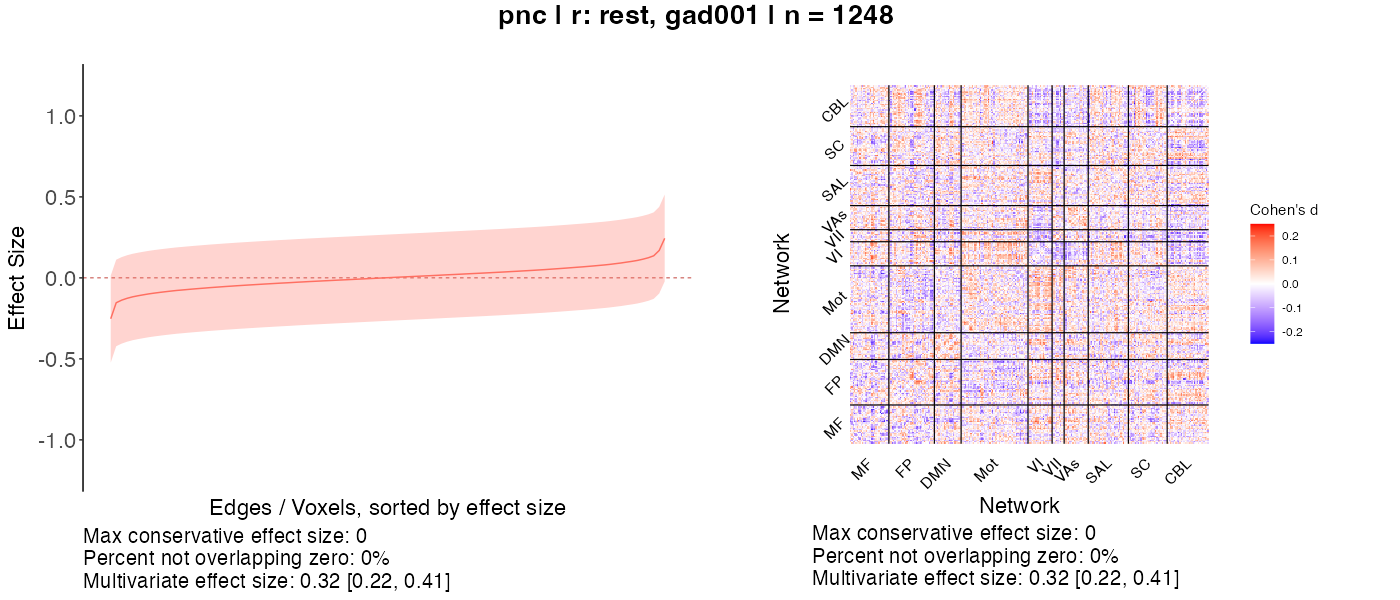 pnc | r: rest, gad001 | n = 1248
Effect Size
1.0
0.5
0.0
-0.5
-1.0
Edges / Voxels, sorted by effect size
Max conservative effect size: 0
Percent not overlapping zero: 0%
Multivariate effect size: 0.32 [0.22, 0.41]
Network
CBL
SC
SAL
VAs
VII
VI
Mot
DMN
FP
MF
MF
FP
DMN
Mot
VI
VII
VAs
SAL
SC
CBL
Network
Max conservative effect size: 0
Percent not overlapping zero: 0%
Multivariate effect size: 0.32 [0.22, 0.41]
Cohen's d
0.2
0.1
0.0
-0.1
-0.2